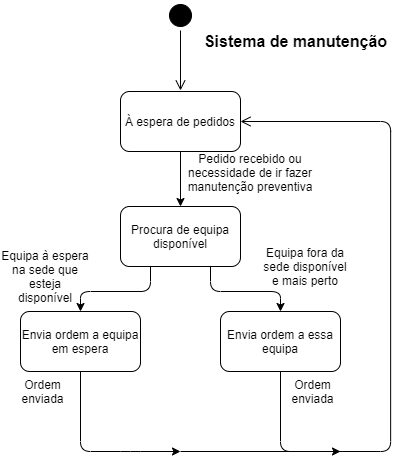 Sistema de manutenção
À espera de pedidos
Pedido recebido ou
necessidade de ir fazer
manutenção preventiva
Procura de equipa
disponível
Equipa à espera
na sede que
esteja
disponível
Equipa fora da
sede disponível
e mais perto
Envia ordem a equipa
em espera
Envia ordem a essa
equipa
Ordem
enviada
Ordem
enviada